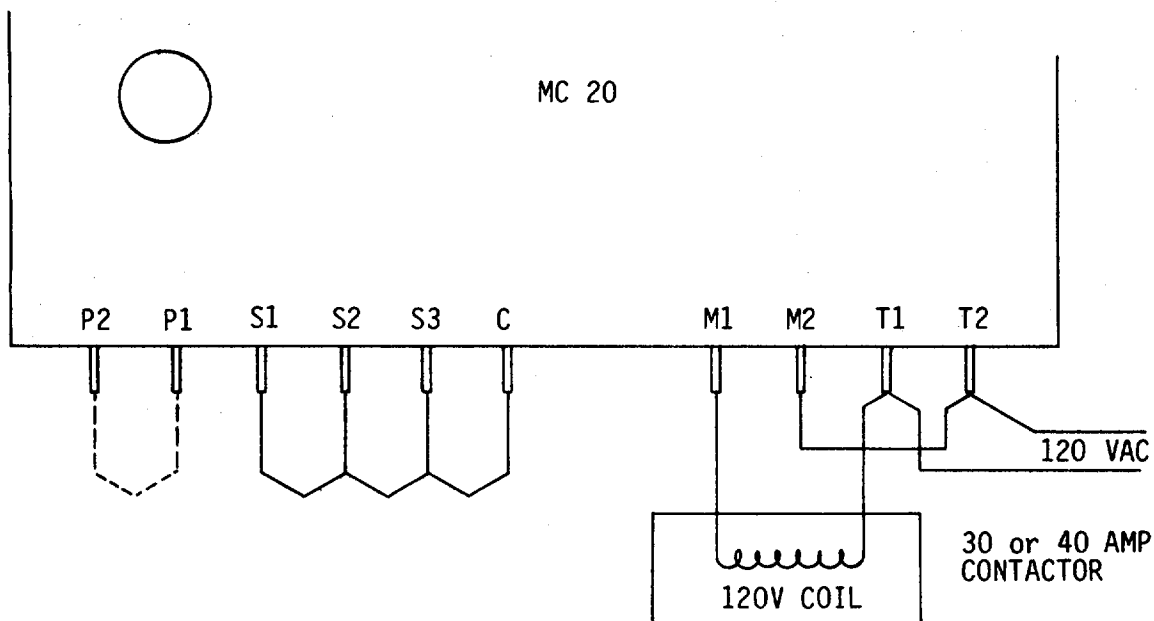 MC 20
P2 P1 S1 S2 S3 C M1 M2 T1 T2
120 VAC
30 or 40 AMP
CONTACTOR
120V COIL